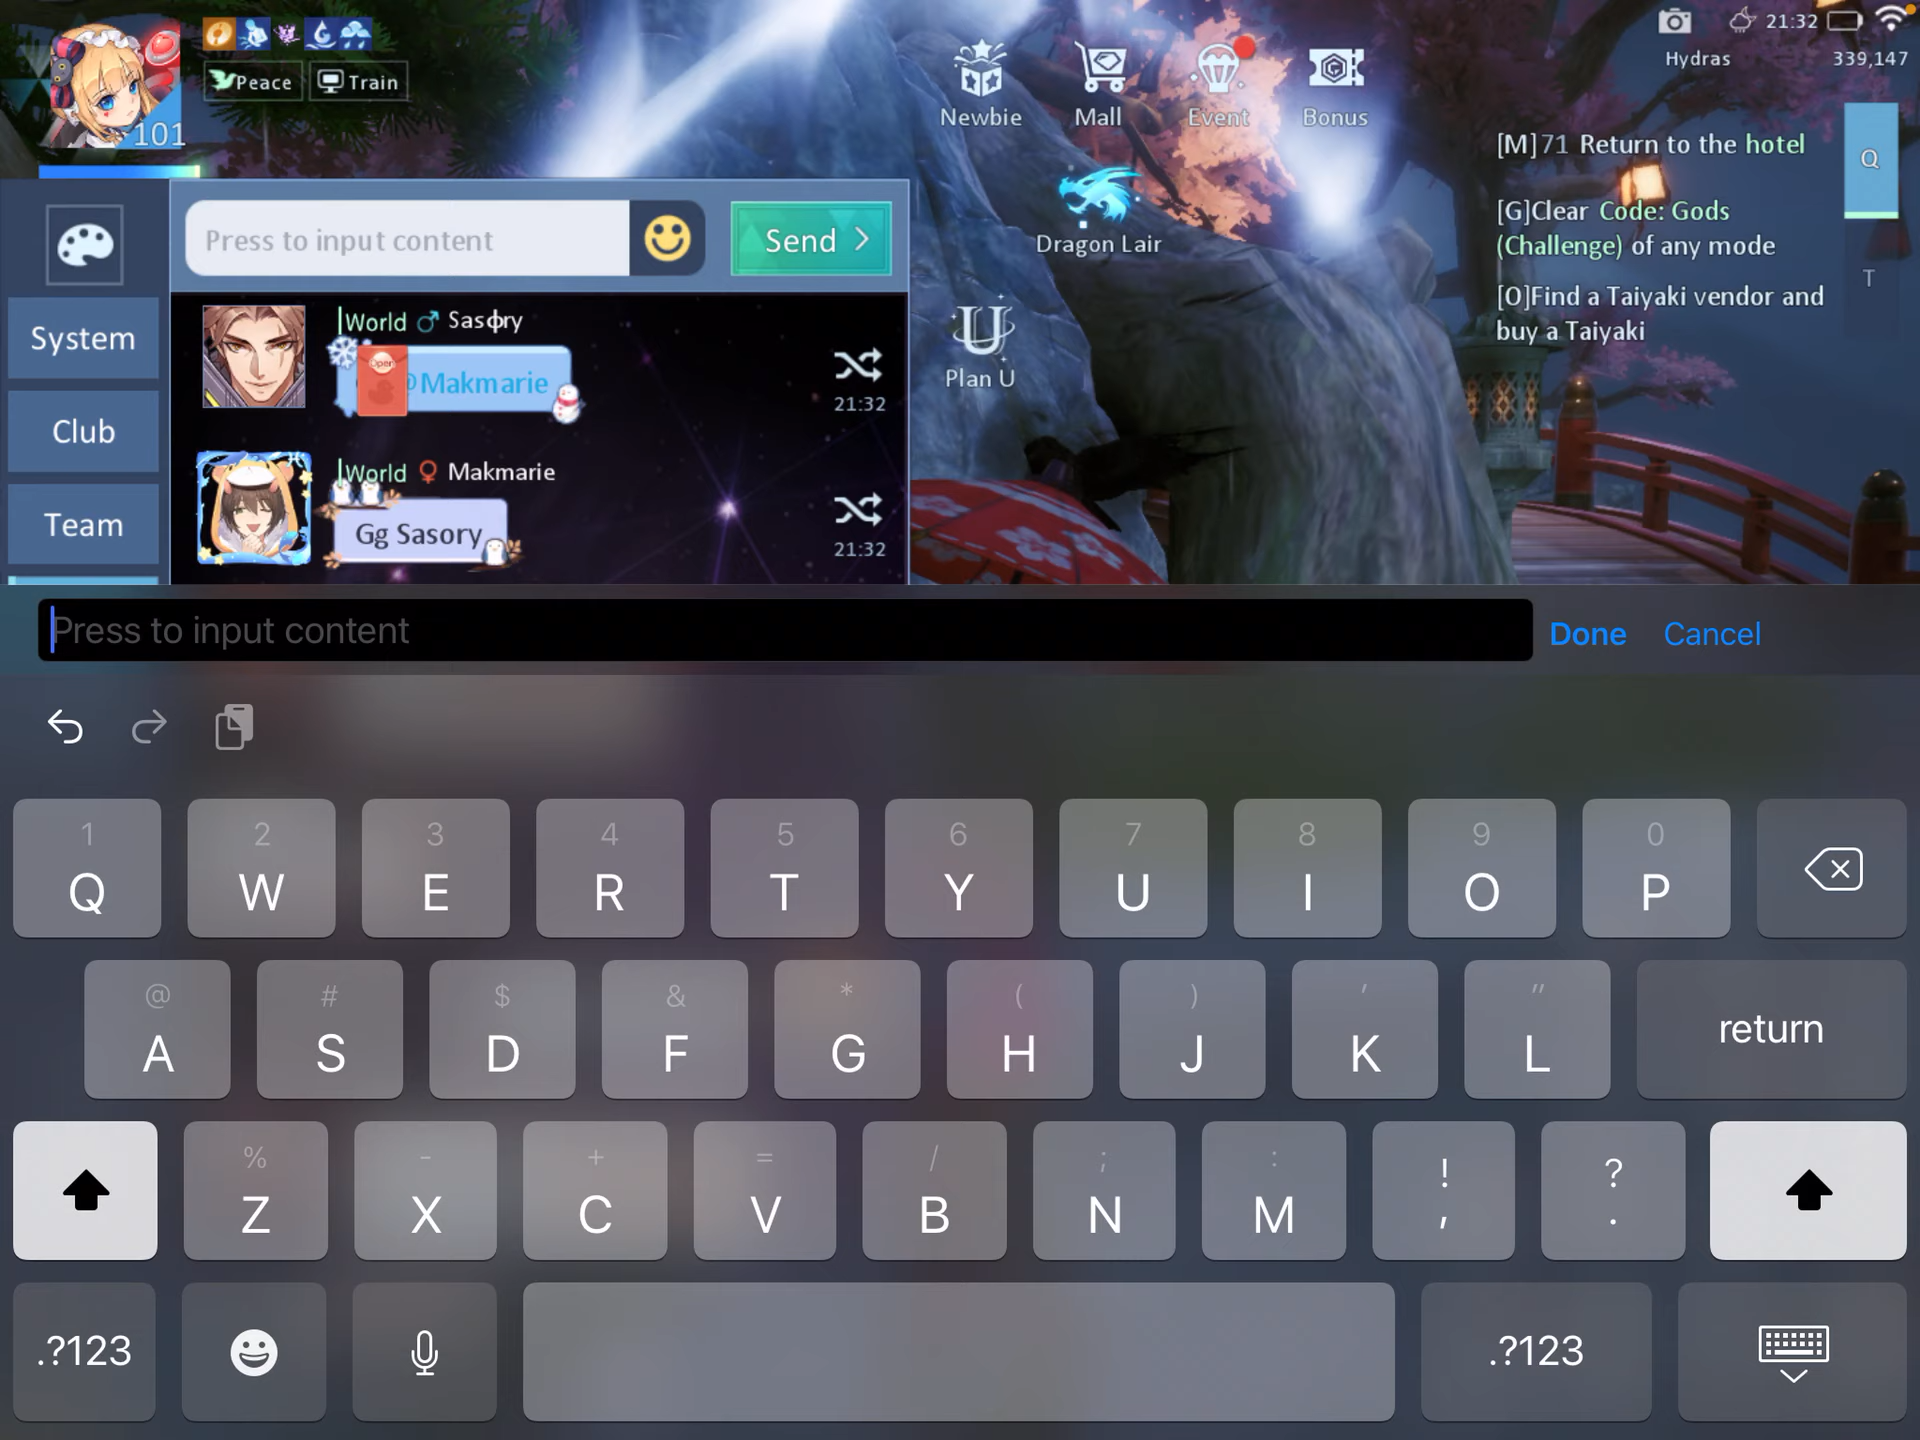 101
Peace
Train
Newbie
Mall
Event
Bonus
21:32
Hydras
339,147
[M]71 Return to the hotel
[G]Clear Code: Gods
(Challenge) of any mode
[O]Find a Taiyaki vendor and
buy a Taiyaki
Q
T
Dragon Lair
Plan U
Press to input content
Send
System
Club
Team
World ♂ Sasφry
Open
@Makmarie
21:32
World ♀ Makmarie
Gg Sasory
21:32
Press to input content
Done
Cancel
1 2 3 4 5 6 7 8 9 0
Q W E R T Y U I O P
@ # $ & * ( ) ' "
A S D F G H J K L return
% - + = / ; : ! ?
Z X C V B N M , .
.?123 .?123